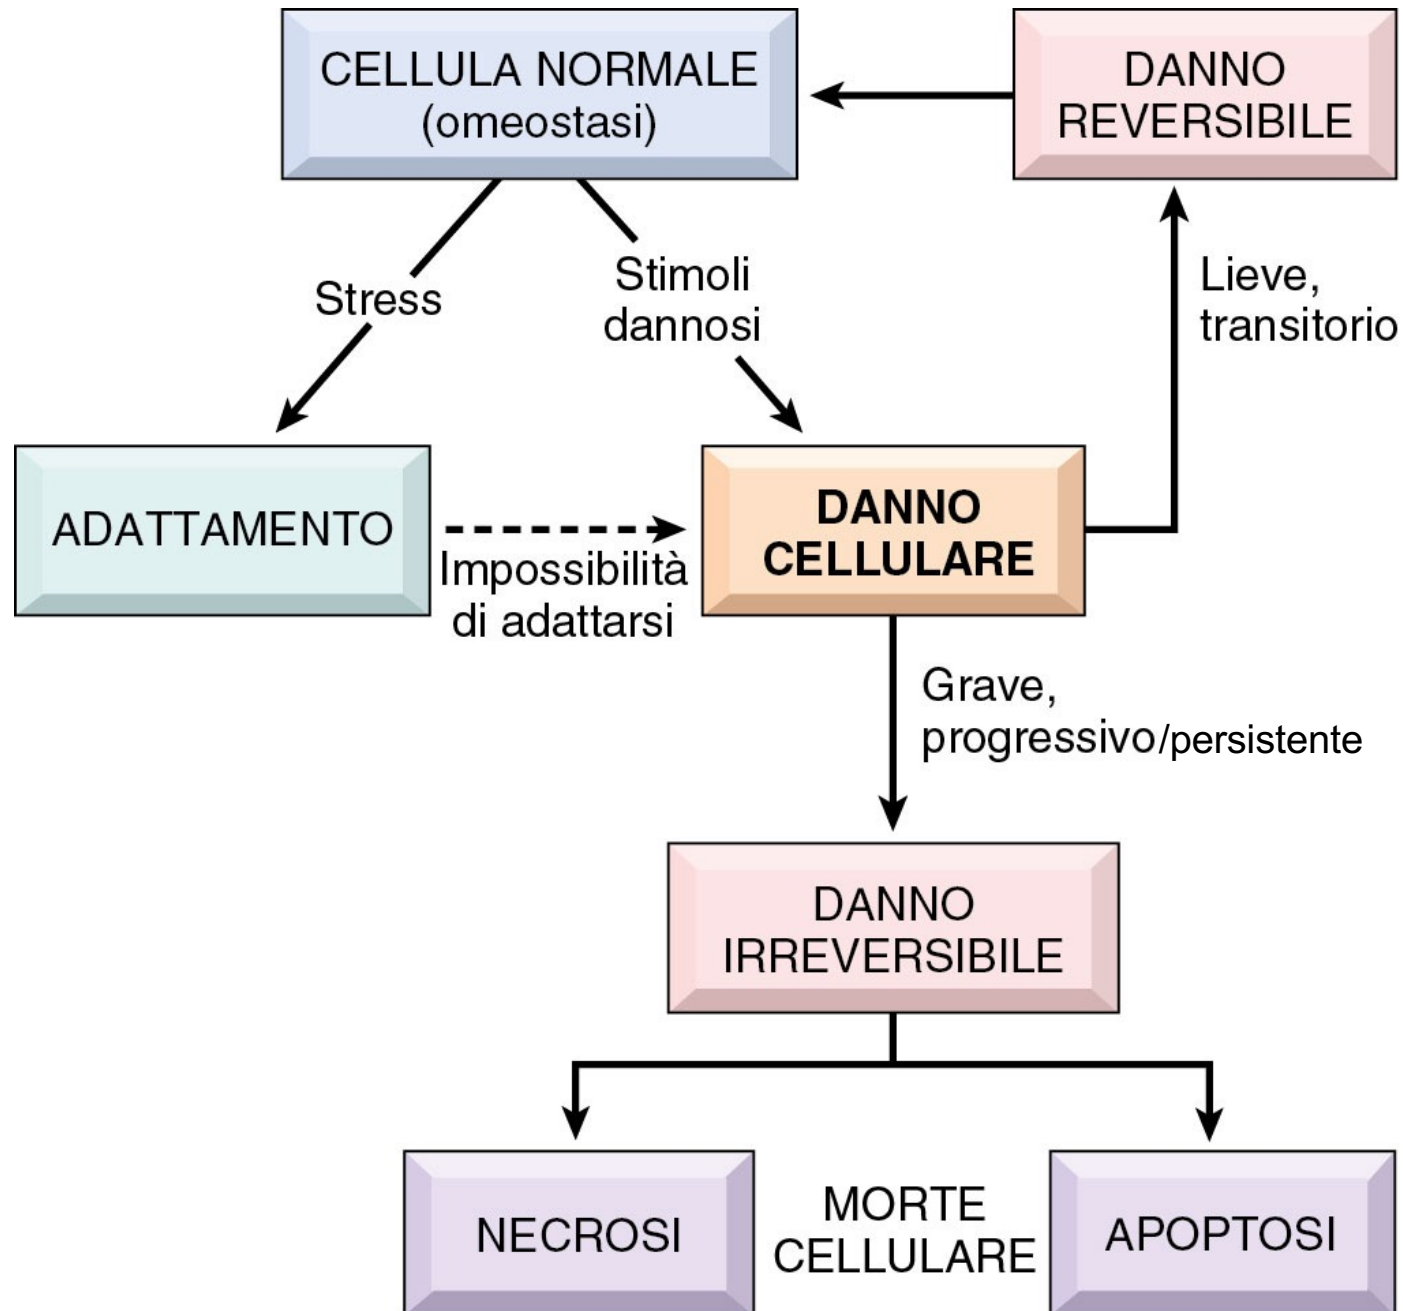 CELLULA NORMALE
(omeostasi)
DANNO
REVERSIBILE
Stress
Stimoli
dannosi
Lieve,
transitorio
ADATTAMENTO
Impossibilità
di adattarsi
DANNO
CELLULARE
Grave,
progressivo/persistente
DANNO
IRREVERSIBILE
NECROSI
MORTE
CELLULARE
APOPTOSI